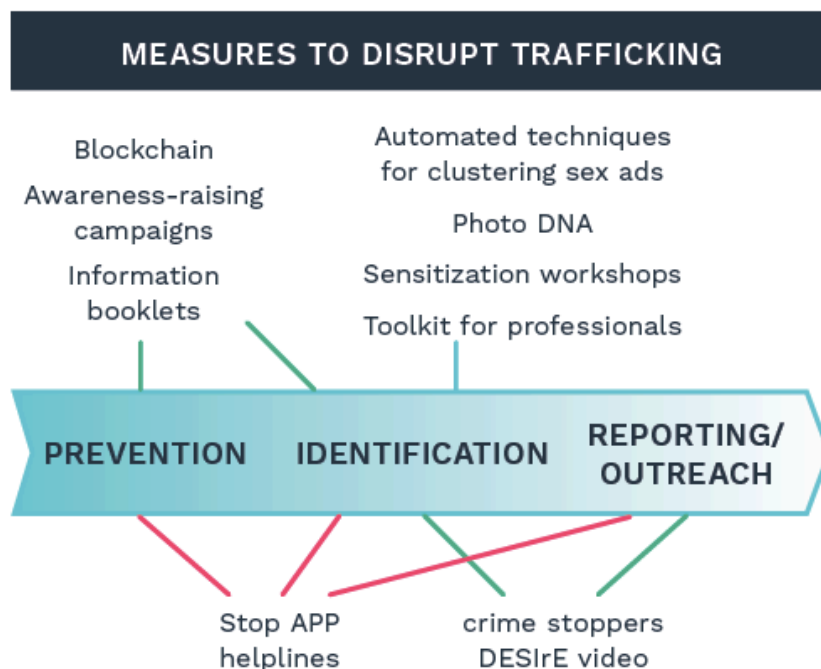 MEASURES TO DISRUPT TRAFFICKING
Blockchain
Awareness-raising
campaigns
Information
booklets
Automated techniques
for clustering sex ads
Photo DNA
Sensitization workshops
Toolkit for professionals
PREVENTION
IDENTIFICATION
REPORTING/
OUTREACH
Stop APP
helplines
crime stoppers
DESIrE video